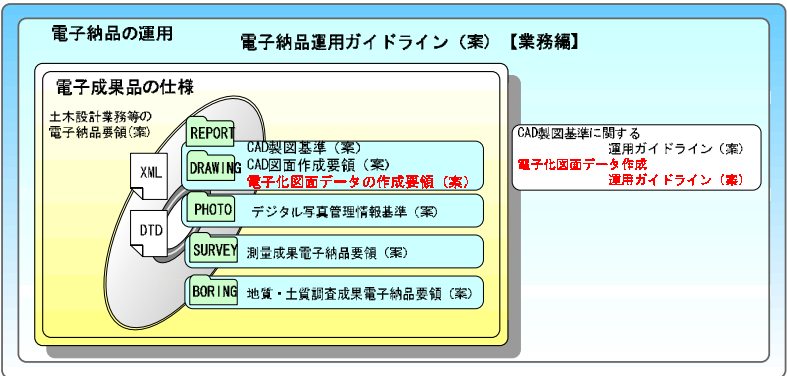 電子納品の運用
電子納品運用ガイドライン（案）【業務編】
電子成果品の仕様
土木設計業務等の
電子納品要領(案)
REPORT
XML
DTD
DRAWING
CAD製図基準（案）
CAD図面作成要領（案）
電子化図面データの作成要領（案）
PHOTO
デジタル写真管理情報基準（案）
SURVEY
測量成果電子納品要領（案）
BORING
地質・土質調査成果電子納品要領（案）
CAD製図基準に関する
運用ガイドライン（案）
電子化図面データ作成
運用ガイドライン（案）